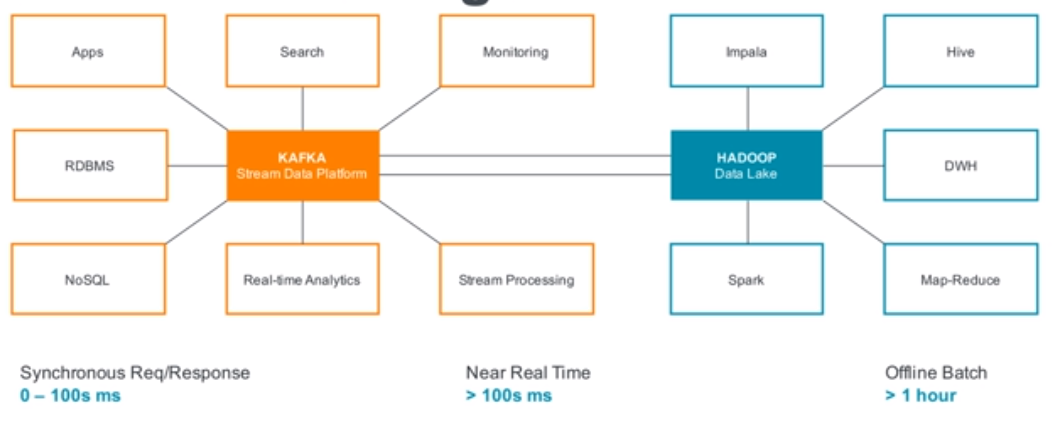 Apps
Search
Monitoring
Impala
Hive
RDBMS
KAFKA
Stream Data Platform
HADOOP
Data Lake
DWH
NoSQL
Real-time Analytics
Stream Processing
Spark
Map-Reduce
Synchronous Req/Response
0 – 100s ms
Near Real Time
> 100s ms
Offline Batch
> 1 hour